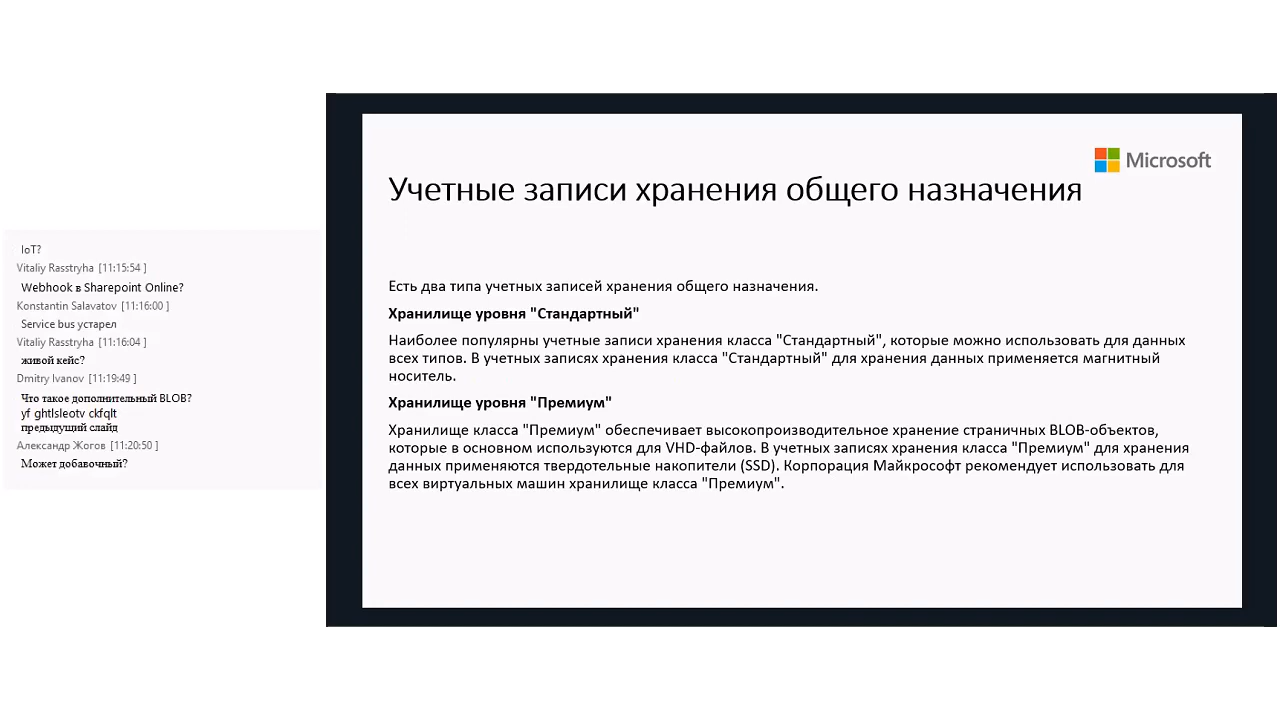 IoT?
Vitaliy Rasstryha [11:15:54 ]
Webhook в Sharepoint Online?
Konstantin Salavatov [11:16:00 ]
Service bus устарел
Vitaliy Rasstryha [11:16:04 ]
живой кейс?
Dmitry Ivanov [11:19:49 ]
Что такое дополнительный BLOB?
yf ghtlsleotv ckfqlt
предыдущий слайд
Александр Жогов [11:20:50 ]
Может добавочный?
Microsoft
Учетные записи хранения общего назначения
Есть два типа учетных записей хранения общего назначения.
Хранилище уровня "Стандартный"
Наиболее популярны учетные записи хранения класса "Стандартный", которые можно использовать для данных
всех типов. В учетных записях хранения класса "Стандартный" для хранения данных применяется магнитный
носитель.
Хранилище уровня "Премиум"
Хранилище класса "Премиум" обеспечивает высокопроизводительное хранение страничных BLOB-объектов,
которые в основном используются для VHD-файлов. В учетных записях хранения класса "Премиум" для хранения
данных применяются твердотельные накопители (SSD). Корпорация Майкрософт рекомендует использовать для
всех виртуальных машин хранилище класса "Премиум".